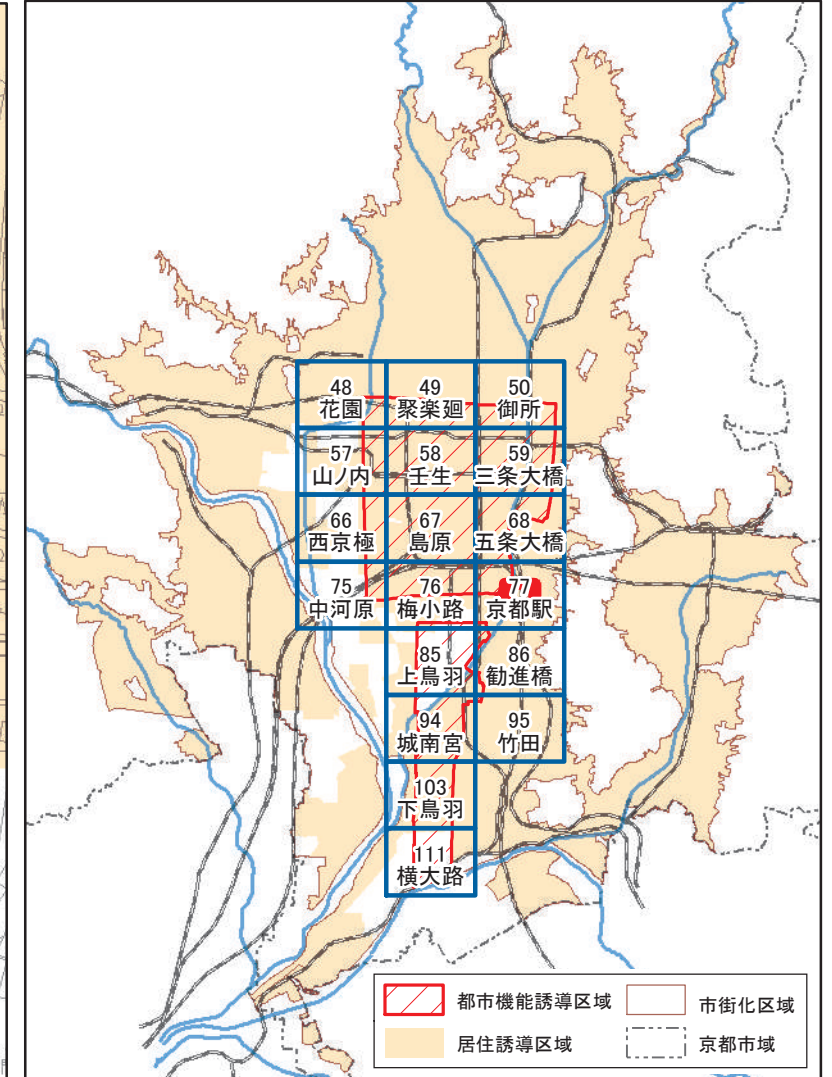 48
花園
49
聚楽廻
50
御所
57
山ノ内
58
壬生
59
三条大橋
66
西京極
67
島原
68
五条大橋
75
中河原
76
梅小路
77
京都駅
85
上鳥羽
86
勧進橋
94
城南宮
95
竹田
103
下鳥羽
111
横大路
都市機能誘導区域
市街化区域
居住誘導区域
京都市域